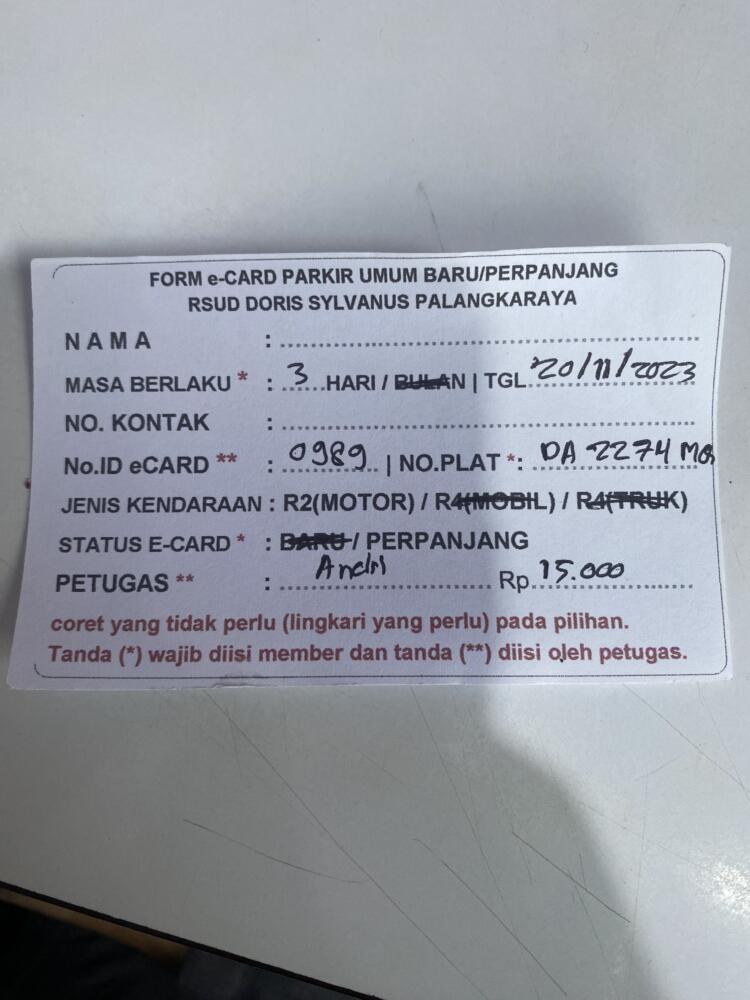 FORM e-CARD PARKIR UMUM BARU/PERPANJANG
RSUD DORIS SYLVANUS PALANGKARAYA
NAMA :
MASA BERLAKU * : 3 HARI / BULAN | TGL 20/11/2023
NO. KONTAK :
No.ID eCARD ** : 0989 | NO.PLAT *: DA 2274
JENIS KENDARAAN : R2(MOTOR) / R4(MOBIL) / R4(TRUK)
STATUS E-CARD * : BARU / PERPANJANG
PETUGAS ** : Andri Rp 15.000
coret yang tidak perlu (lingkari yang perlu) pada pilihan.
Tanda (*) wajib diisi member dan tanda (**) diisi oleh petugas.